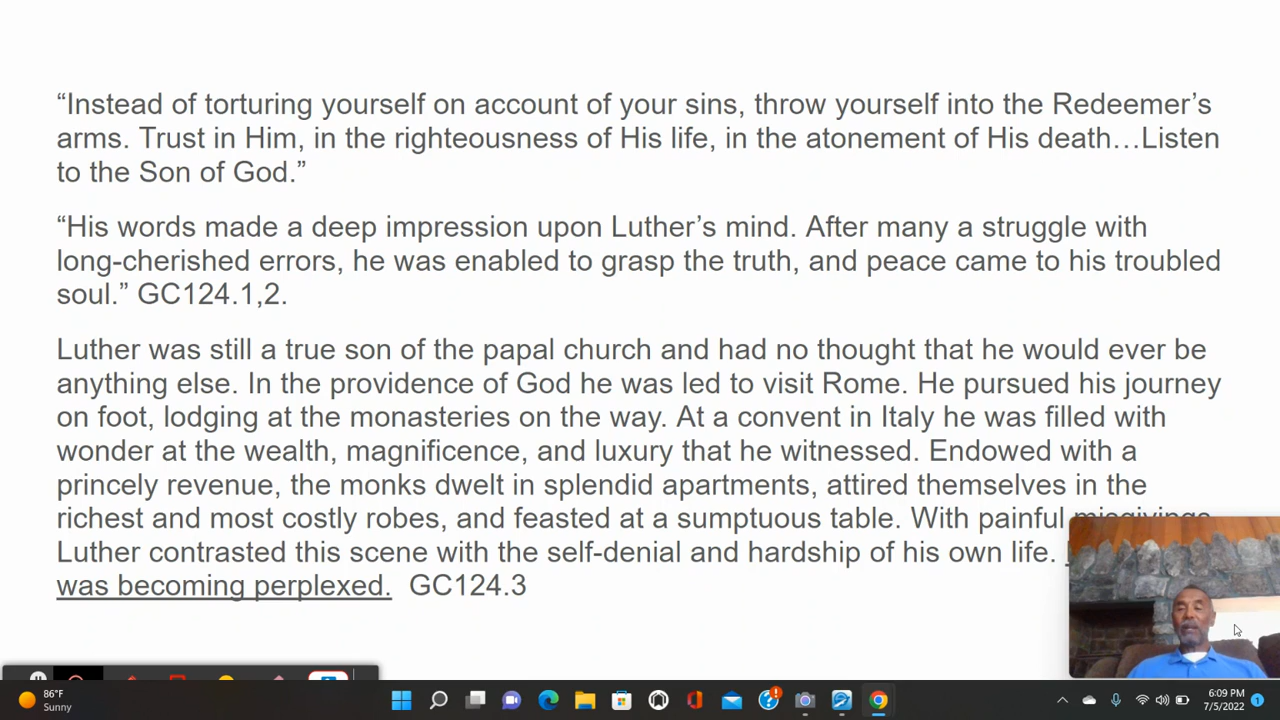 “Instead of torturing yourself on account of your sins, throw yourself into the Redeemer’s
arms. Trust in Him, in the righteousness of His life, in the atonement of His death…Listen
to the Son of God.”
“His words made a deep impression upon Luther’s mind. After many a struggle with
long-cherished errors, he was enabled to grasp the truth, and peace came to his troubled
soul.” GC124.1,2.
Luther was still a true son of the papal church and had no thought that he would ever be
anything else. In the providence of God he was led to visit Rome. He pursued his journey
on foot, lodging at the monasteries on the way. At a convent in Italy he was filled with
wonder at the wealth, magnificence, and luxury that he witnessed. Endowed with a
princely revenue, the monks dwelt in splendid apartments, attired themselves in the
richest and most costly robes, and feasted at a sumptuous table. With painful misgivings
Luther contrasted this scene with the self-denial and hardship of his own life.
was becoming perplexed. GC124.3
86°F
Sunny
6:09 PM
7/5/2022